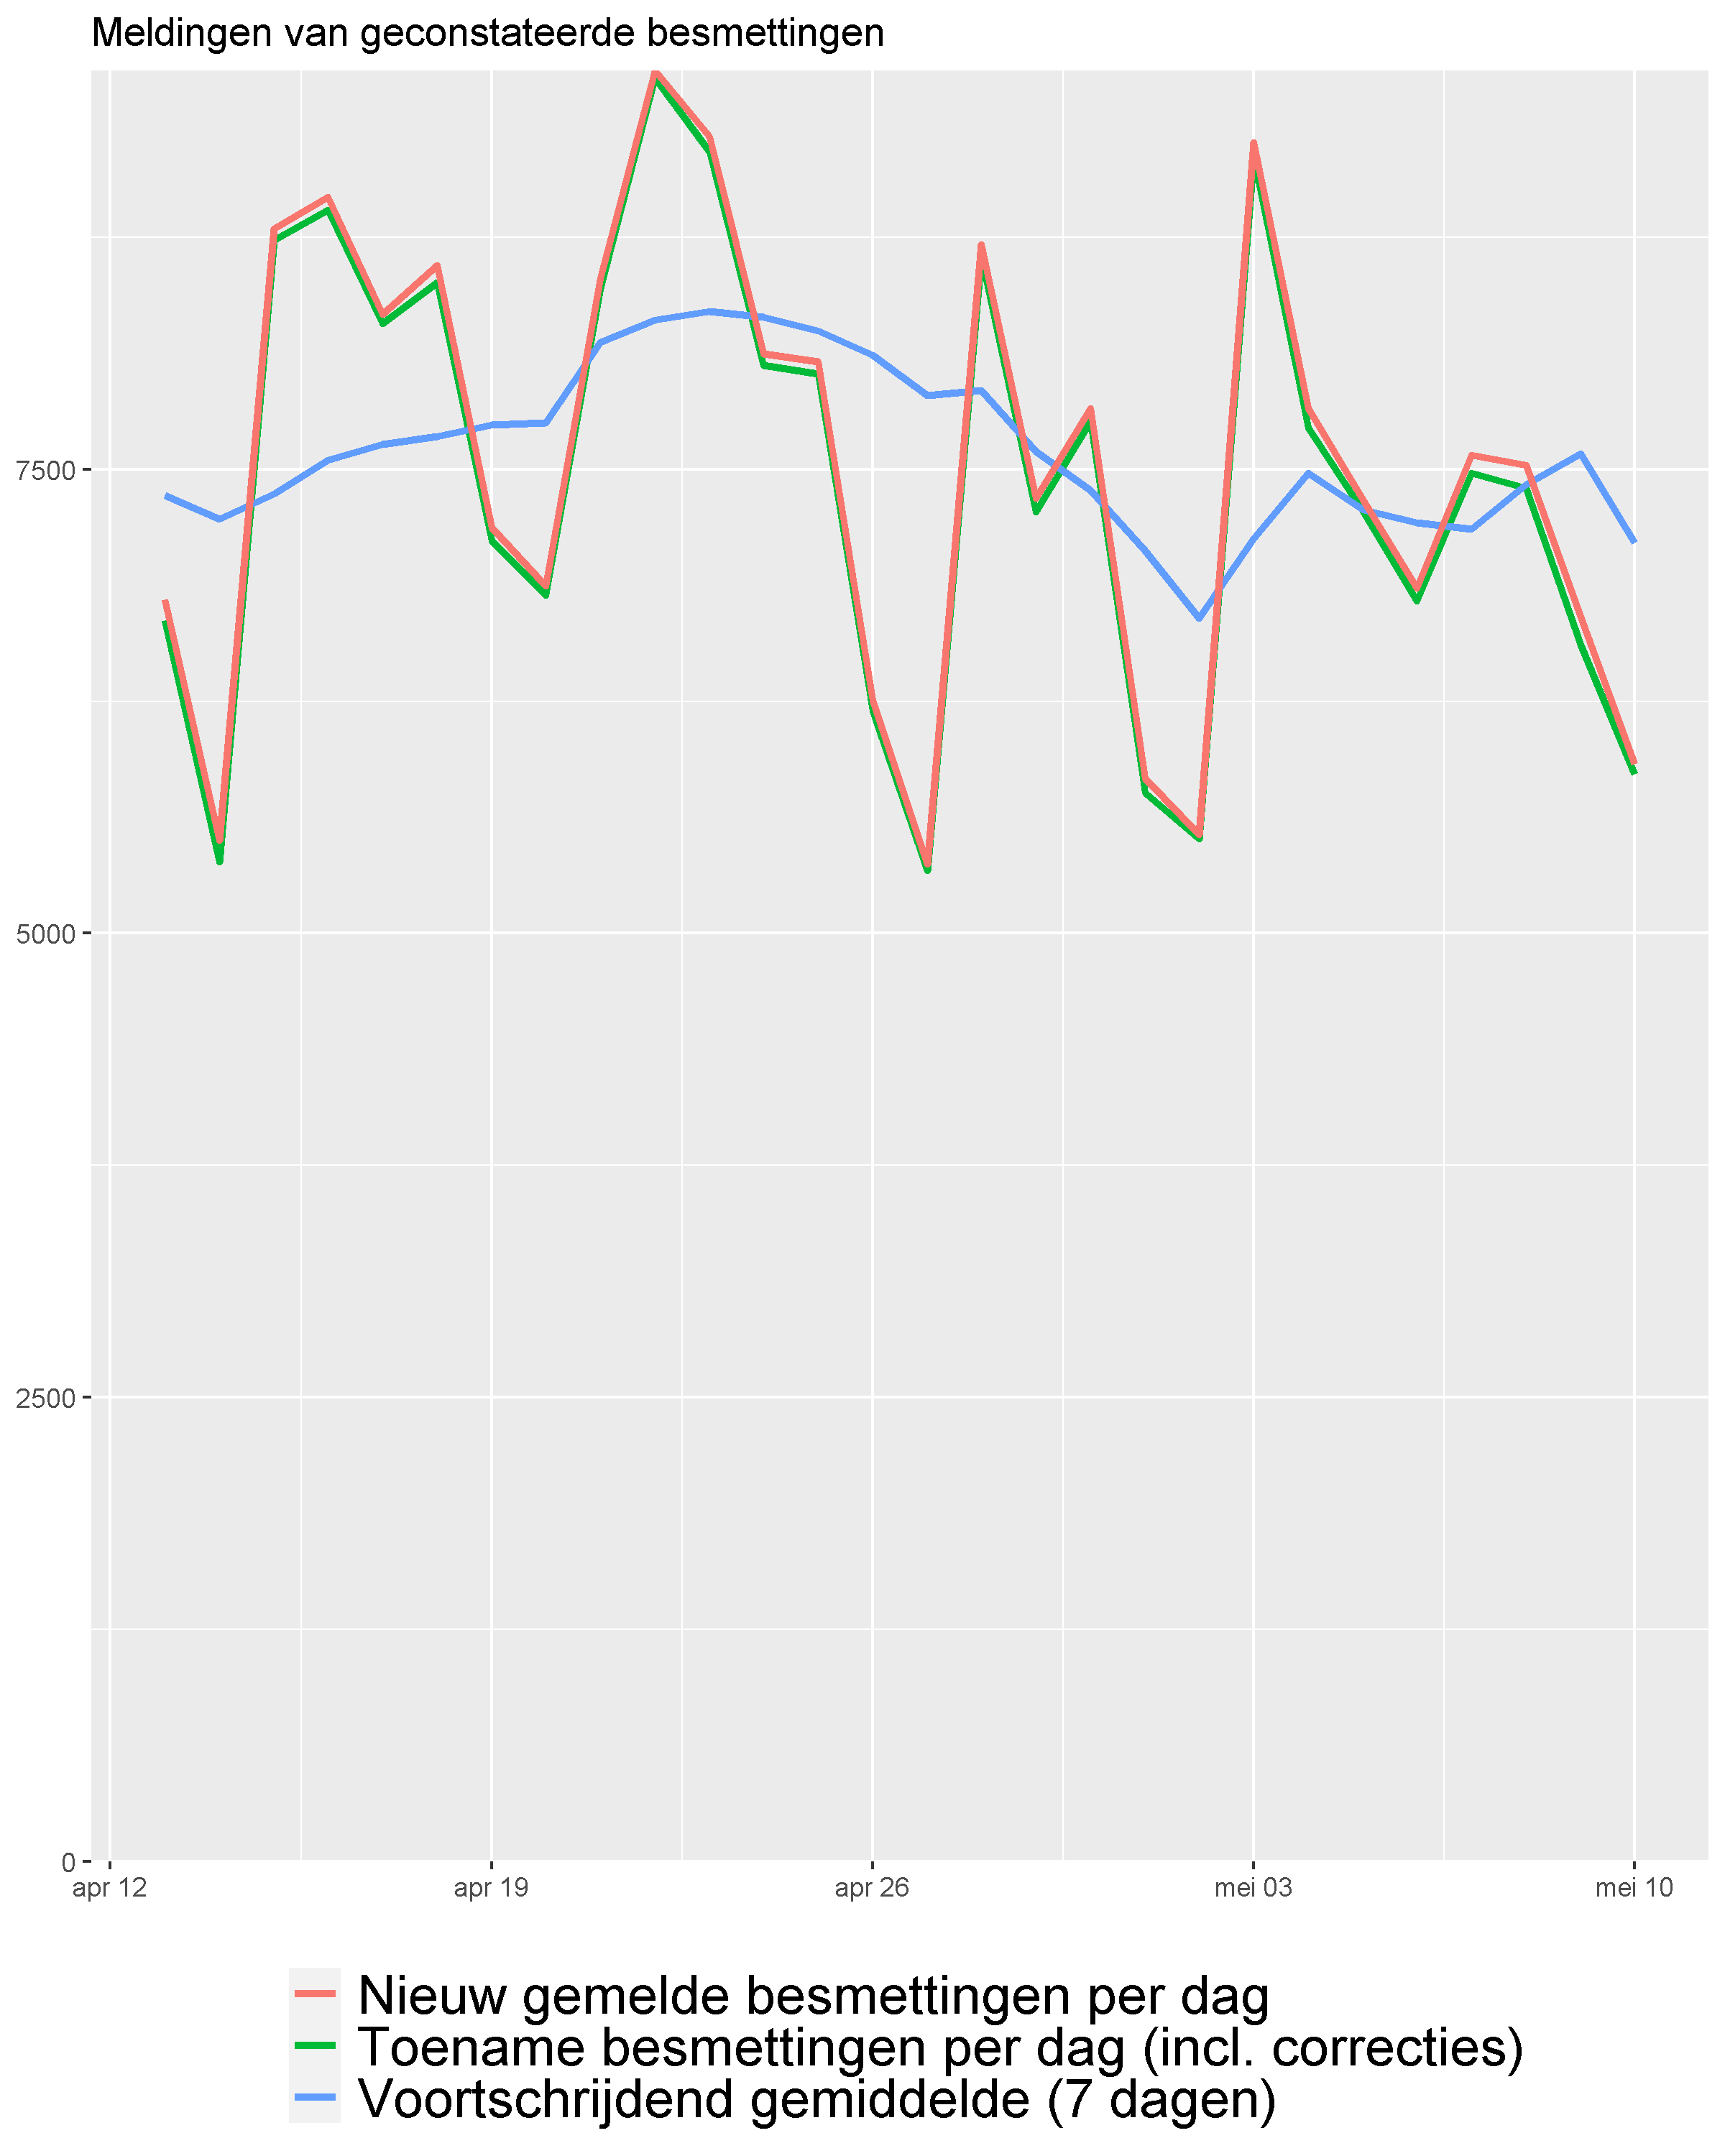 Meldingen van geconstateerde besmettingen
7500
5000
2500
0
apr 12 apr 19 apr 26 mei 03 mei 10
Nieuw gemelde besmettingen per dag
Toename besmettingen per dag (incl. correcties)
Voortschrijdend gemiddelde (7 dagen)